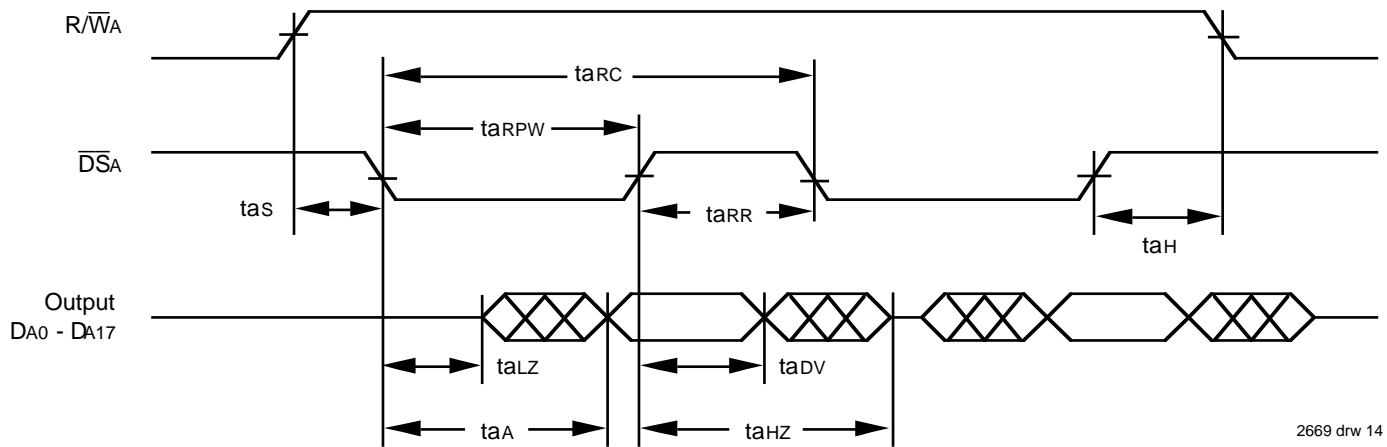 R/W̅A
taRC
taRPW
D̅S̅A
taS
taRR
taH
Output
DA0 - DA17
taLZ
taDV
taA
taHZ
2669 drw 14